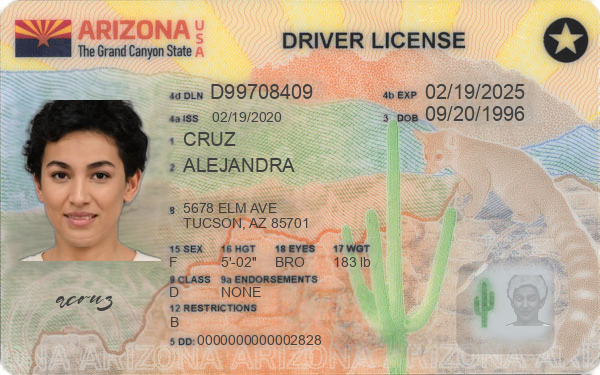 ARIZONA USA
The Grand Canyon State
DRIVER LICENSE
4d DLN D99708409
4b EXP 02/19/2025
4a ISS 02/19/2020
3 DOB 09/20/1996
1 CRUZ
2 ALEJANDRA
8 5678 ELM AVE
TUCSON, AZ 85701
15 SEX 16 HGT 18 EYES 17 WGT
F 5'-02" BRO 183 lb
9 CLASS 9a ENDORSEMENTS
D NONE
12 RESTRICTIONS
B
acruz
5 DD: 0000000000002828
ARIZONA ARIZONA ARIZONA ARIZONA